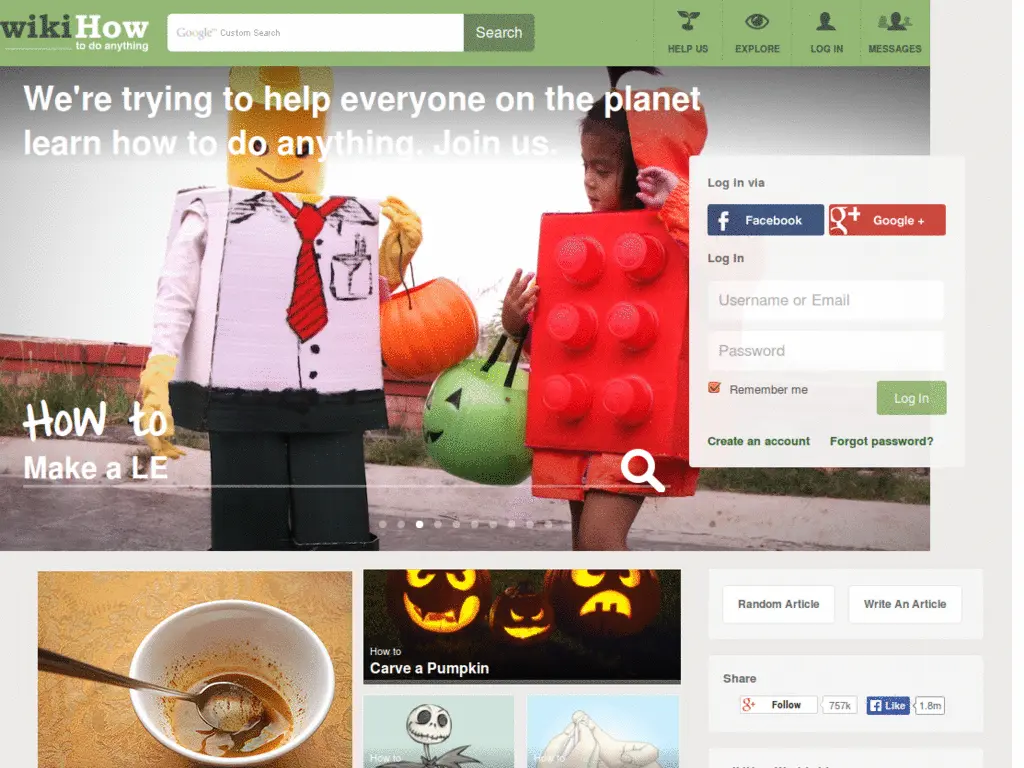 wikiHow
to do anything
Google™ Custom Search
Search
HELP US
EXPLORE
LOG IN
MESSAGES
We're trying to help everyone on the planet
learn how to do anything. Join us.
Log in via
Facebook
Google +
Log In
Username or Email
Password
Remember me
Log In
Create an account
Forgot password?
How to
Make a LE
How to
Carve a Pumpkin
How to
How to
Random Article
Write An Article
Share
Follow
757k
Like
1.8m